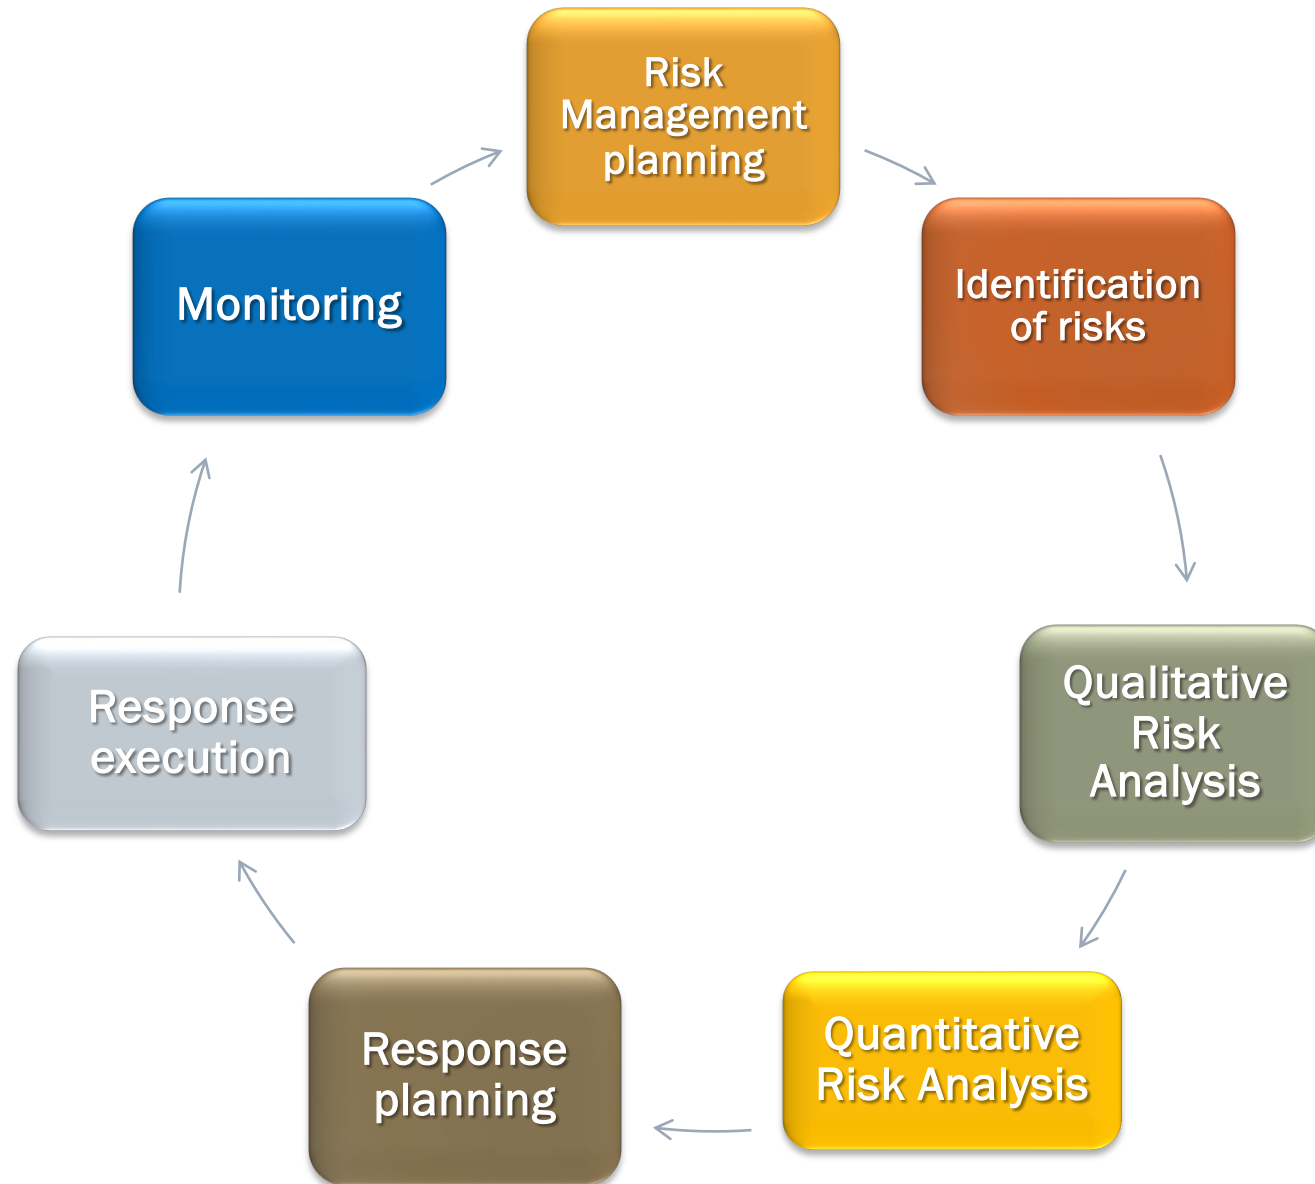 Risk
Management
planning
Identification
of risks
Qualitative
Risk
Analysis
Quantitative
Risk Analysis
Response
planning
Response
execution
Monitoring